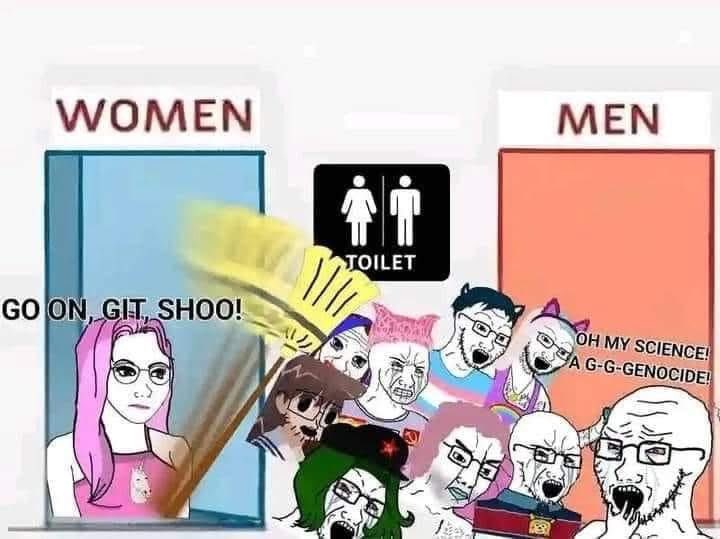 WOMEN
MEN
TOILET
GO ON, GIT, SHOO!
OH MY SCIENCE!
A G-G-GENOCIDE!